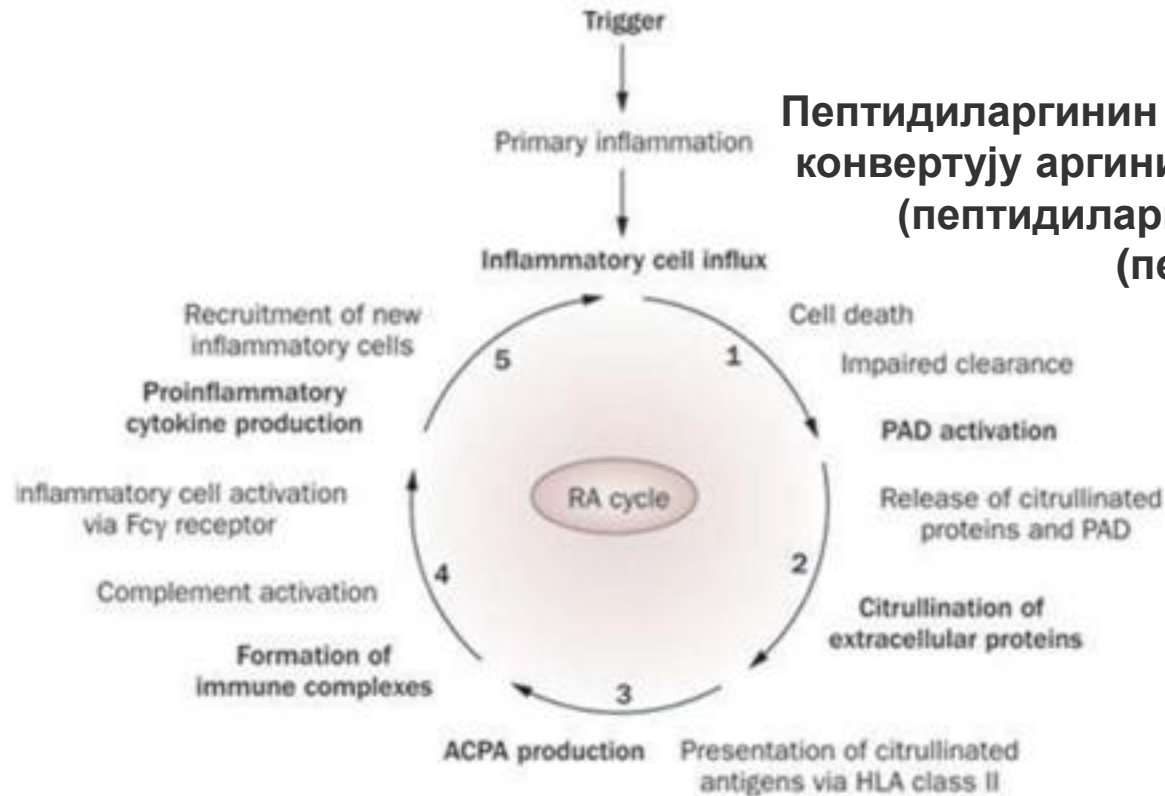 Trigger
Primary inflammation
Пептидиларгинин
конвертују
(пептидиларг
Inflammatory cell influx
Cell death
Impaired clearance
PAD activation
Release of citrullinated
proteins and PAD
Citrullination of
extracellular proteins
Presentation of citrullinated
antigens via HLA class II
ACPA production
Formation of
immune complexes
Complement activation
Inflammatory cell activation
via Fcγ receptor
Proinflammatory
cytokine production
Recruitment of new
inflammatory cells
RA cycle
1
2
3
4
5